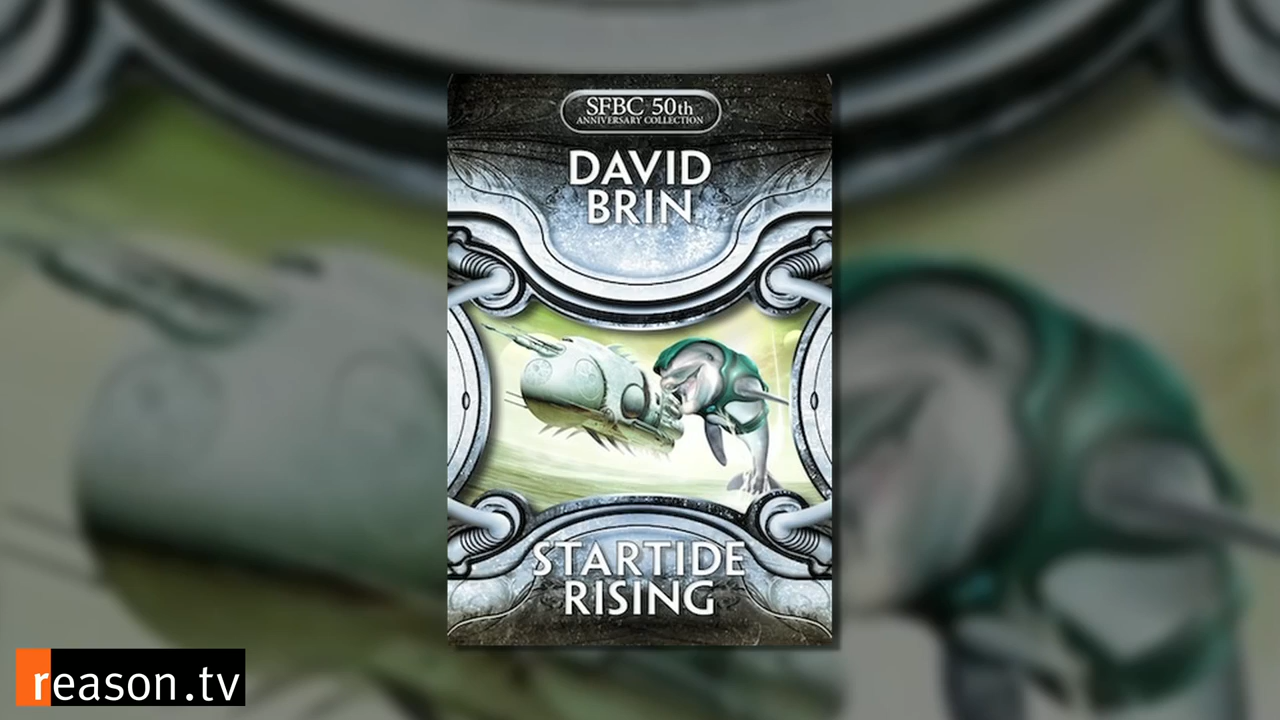 SFBC 50th
ANNIVERSARY COLLECTION
DAVID
BRIN
STARTIDE
RISING
reason.tv